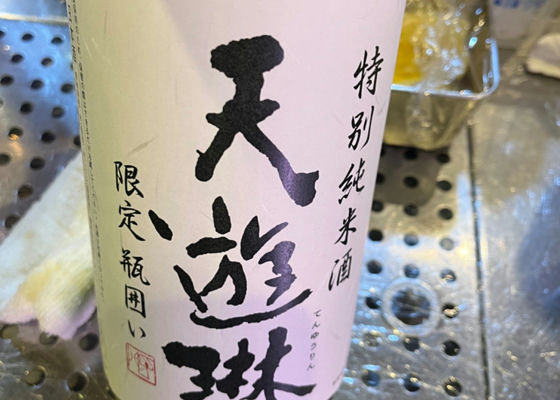 特別純米酒
天遊琳
てんゆうりん
限定 瓶囲い